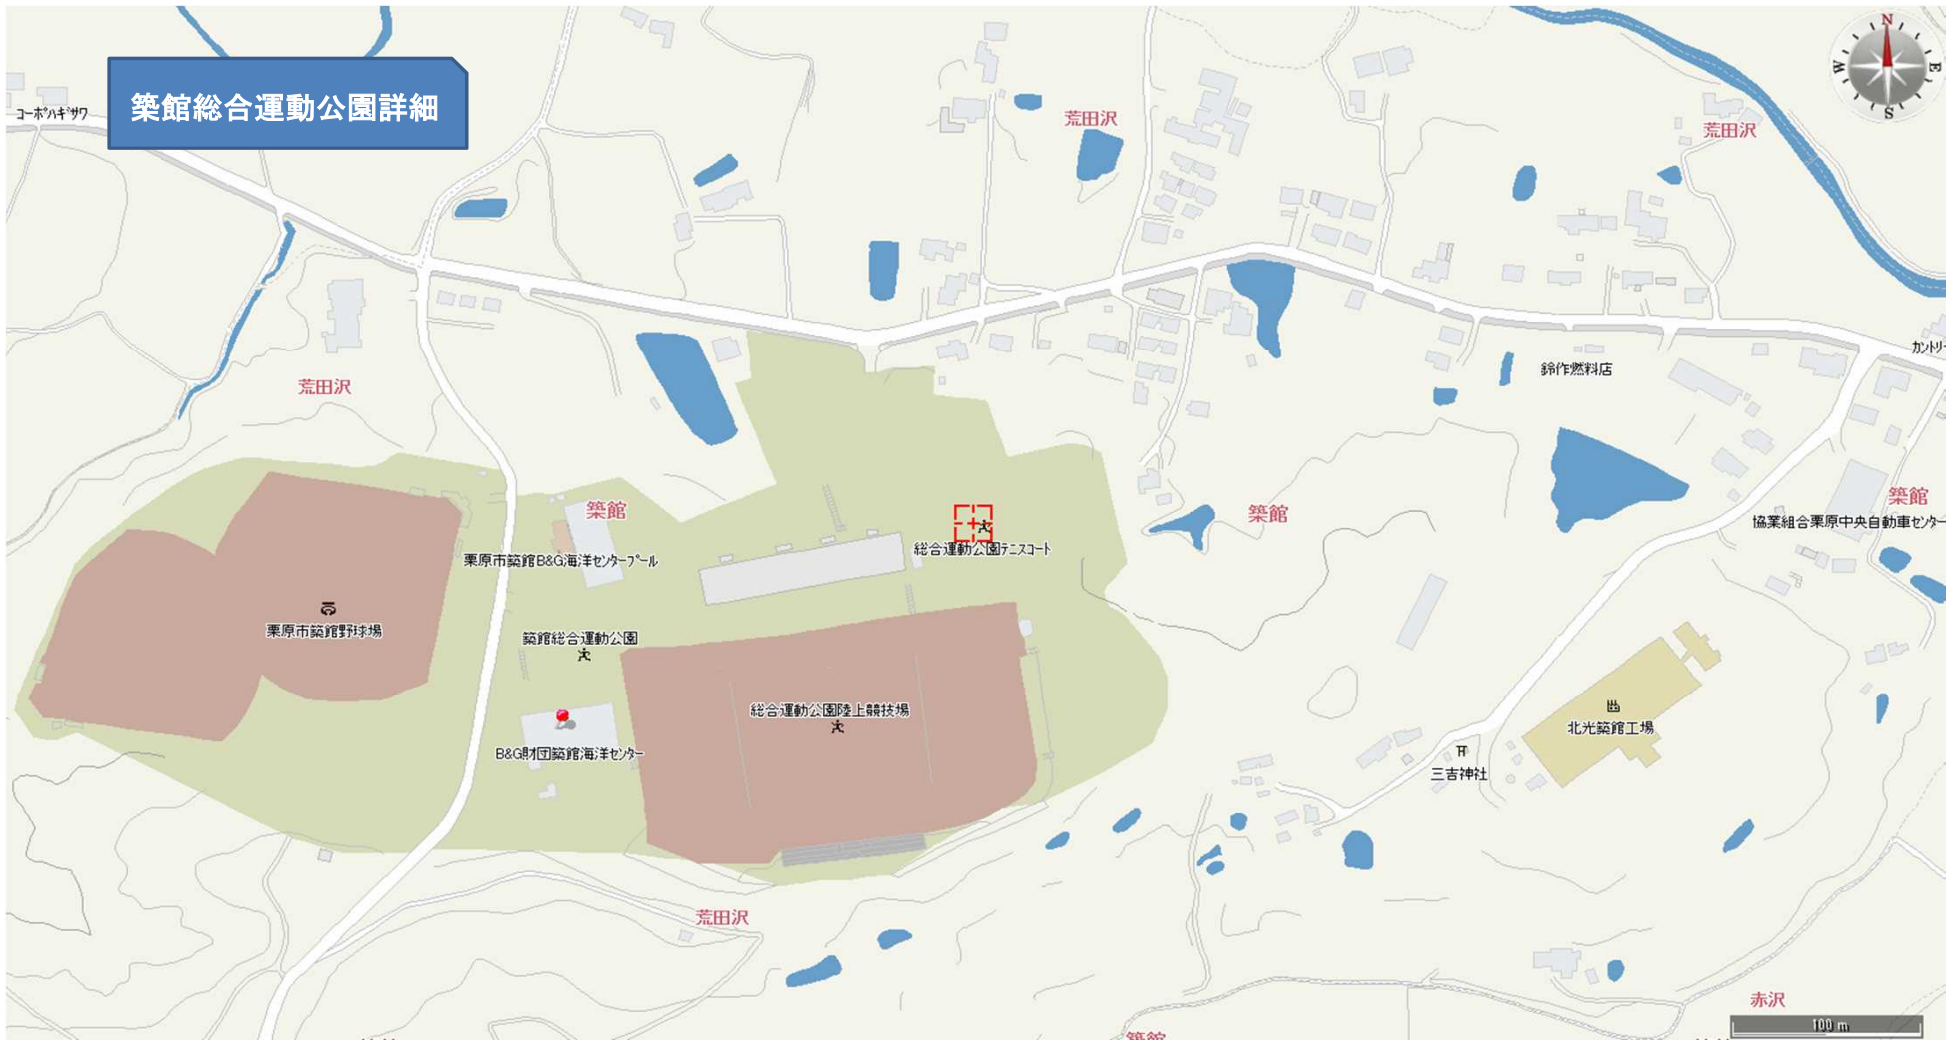 築館総合運動公園詳細
N
W
E
S
コーポハギサワ
荒田沢
荒田沢
鈴作燃料店
カントリー
荒田沢
築館
築館
築館
協業組合栗原中央自動車センター
総合運動公園テニスコート
栗原市築館B&G海洋センタープール
栗原市築館野球場
築館総合運動公園
総合運動公園陸上競技場
B&G財団築館海洋センター
北光築館工場
三吉神社
荒田沢
赤沢
100 m
築館